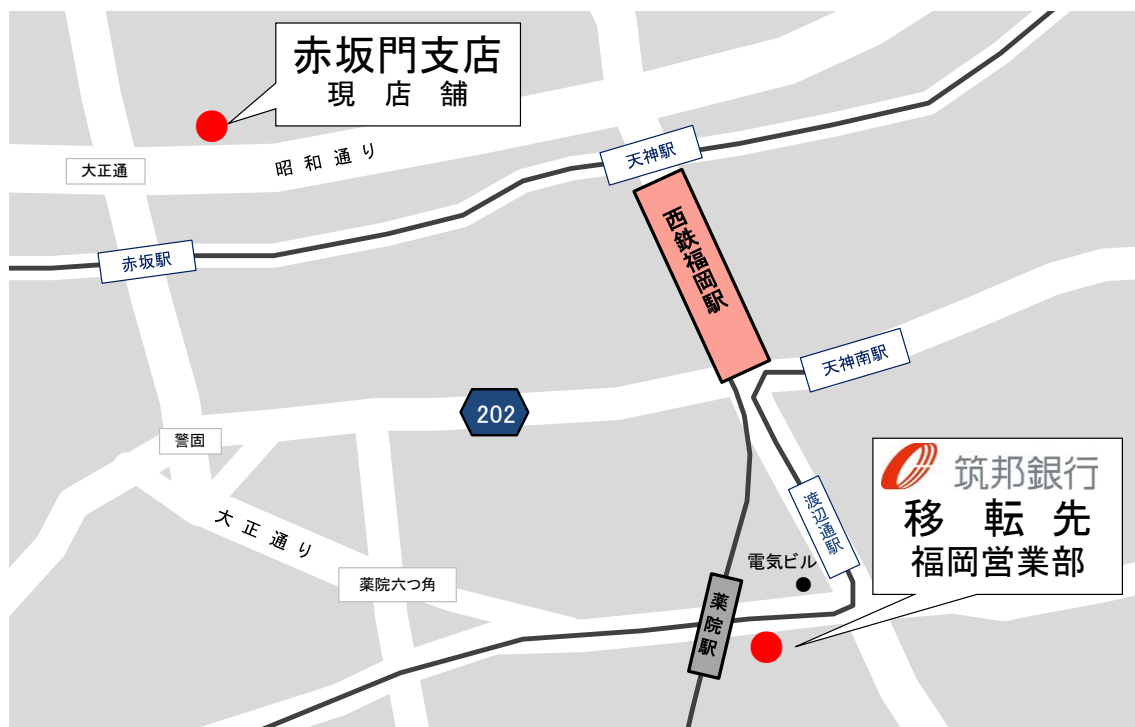 赤坂門支店
現 店 舗
昭 和 通 り
大正通
天神駅
赤坂駅
西鉄福岡駅
天神南駅
202
警固
大 正 通 り
薬院六つ角
渡辺通駅
電気ビル
薬院駅
筑邦銀行
移 転 先
福岡営業部